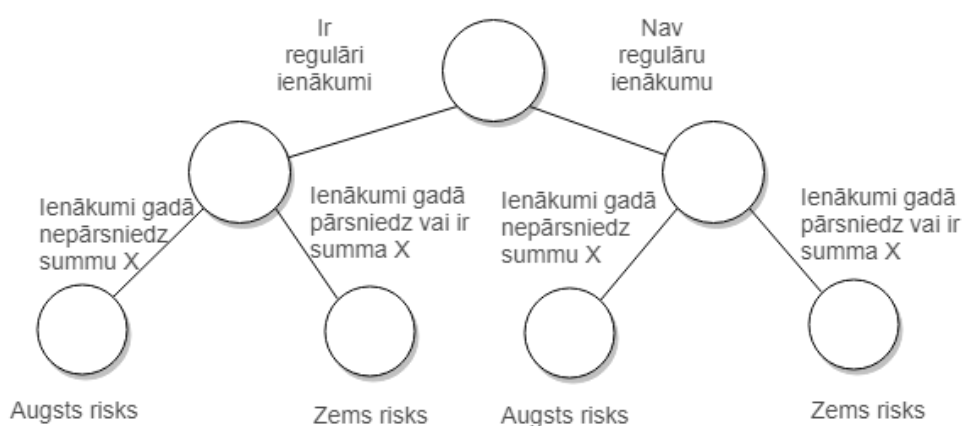 Ir
regulāri
ienākumi
Nav
regulāru
ienākumu
Ienākumi gadā
nepārsniedz
summu X
Ienākumi gadā
pārsniedz vai ir
summa X
Ienākumi gadā
nepārsniedz
summu X
Ienākumi gadā
pārsniedz vai ir
summa X
Augsts risks
Zems risks
Augsts risks
Zems risks